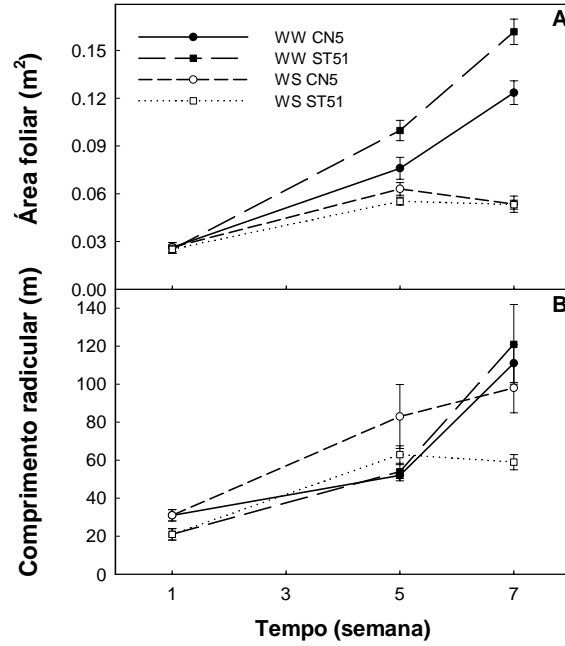 A
WW CN5
WW ST51
WS CN5
WS ST51
Área foliar (m²)
0.15
0.12
0.09
0.06
0.03
0.00
B
Comprimento radicular (m)
140
120
100
80
60
40
20
0
1 3 5 7
Tempo (semana)